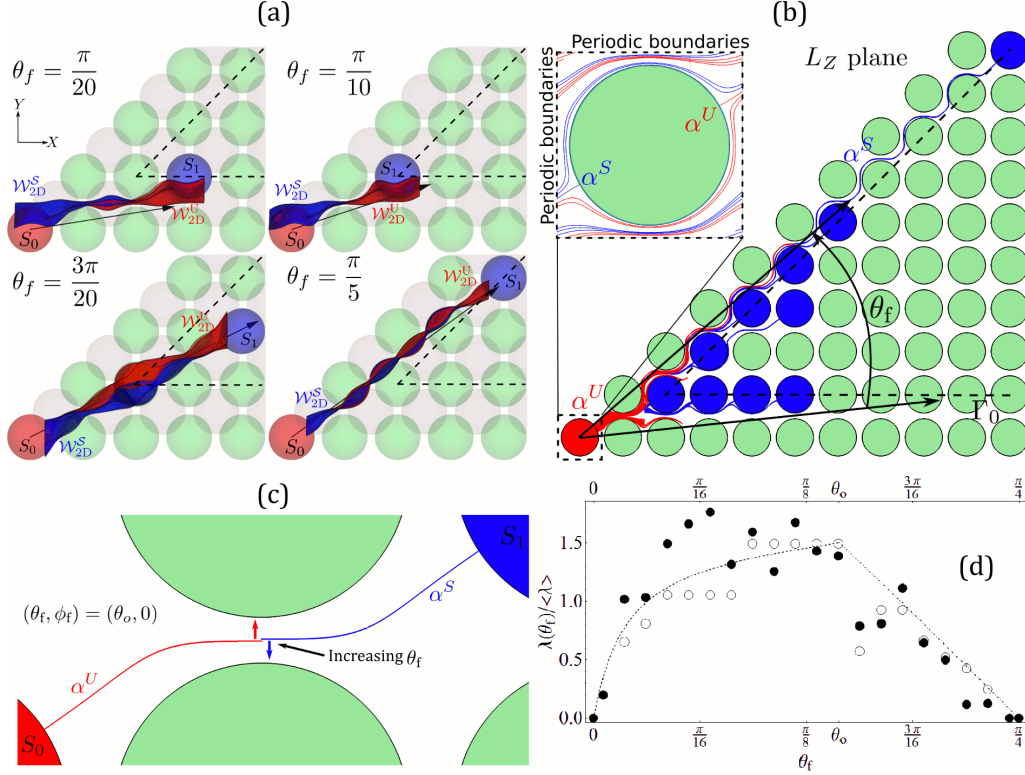 (a)
θ_f = π/20
Y
X
S_1
W^S_2D
W^U_2D
S_0
θ_f = π/10
S_1
W^S_2D
W^U_2D
S_0
θ_f = 3π/20
W^U_2D
S_1
S_0
W^S_2D
θ_f = π/5
W^U_2D
S_1
W^S_2D
S_0
(b)
Periodic boundaries
Periodic boundaries
α^U
α^S
L_Z plane
α^S
θ_f
α^U
Γ_0
(c)
S_1
α^S
(θ_f, ϕ_f) = (θ_o, 0)
Increasing θ_f
α^U
S_0
(d)
0 π/16 π/8 θ_o 3π/16 π/4
1.5
1.0
0.5
0.0
λ(θ_f)/<λ>
0 π/16 π/8 θ_o 3π/16 π/4
θ_f